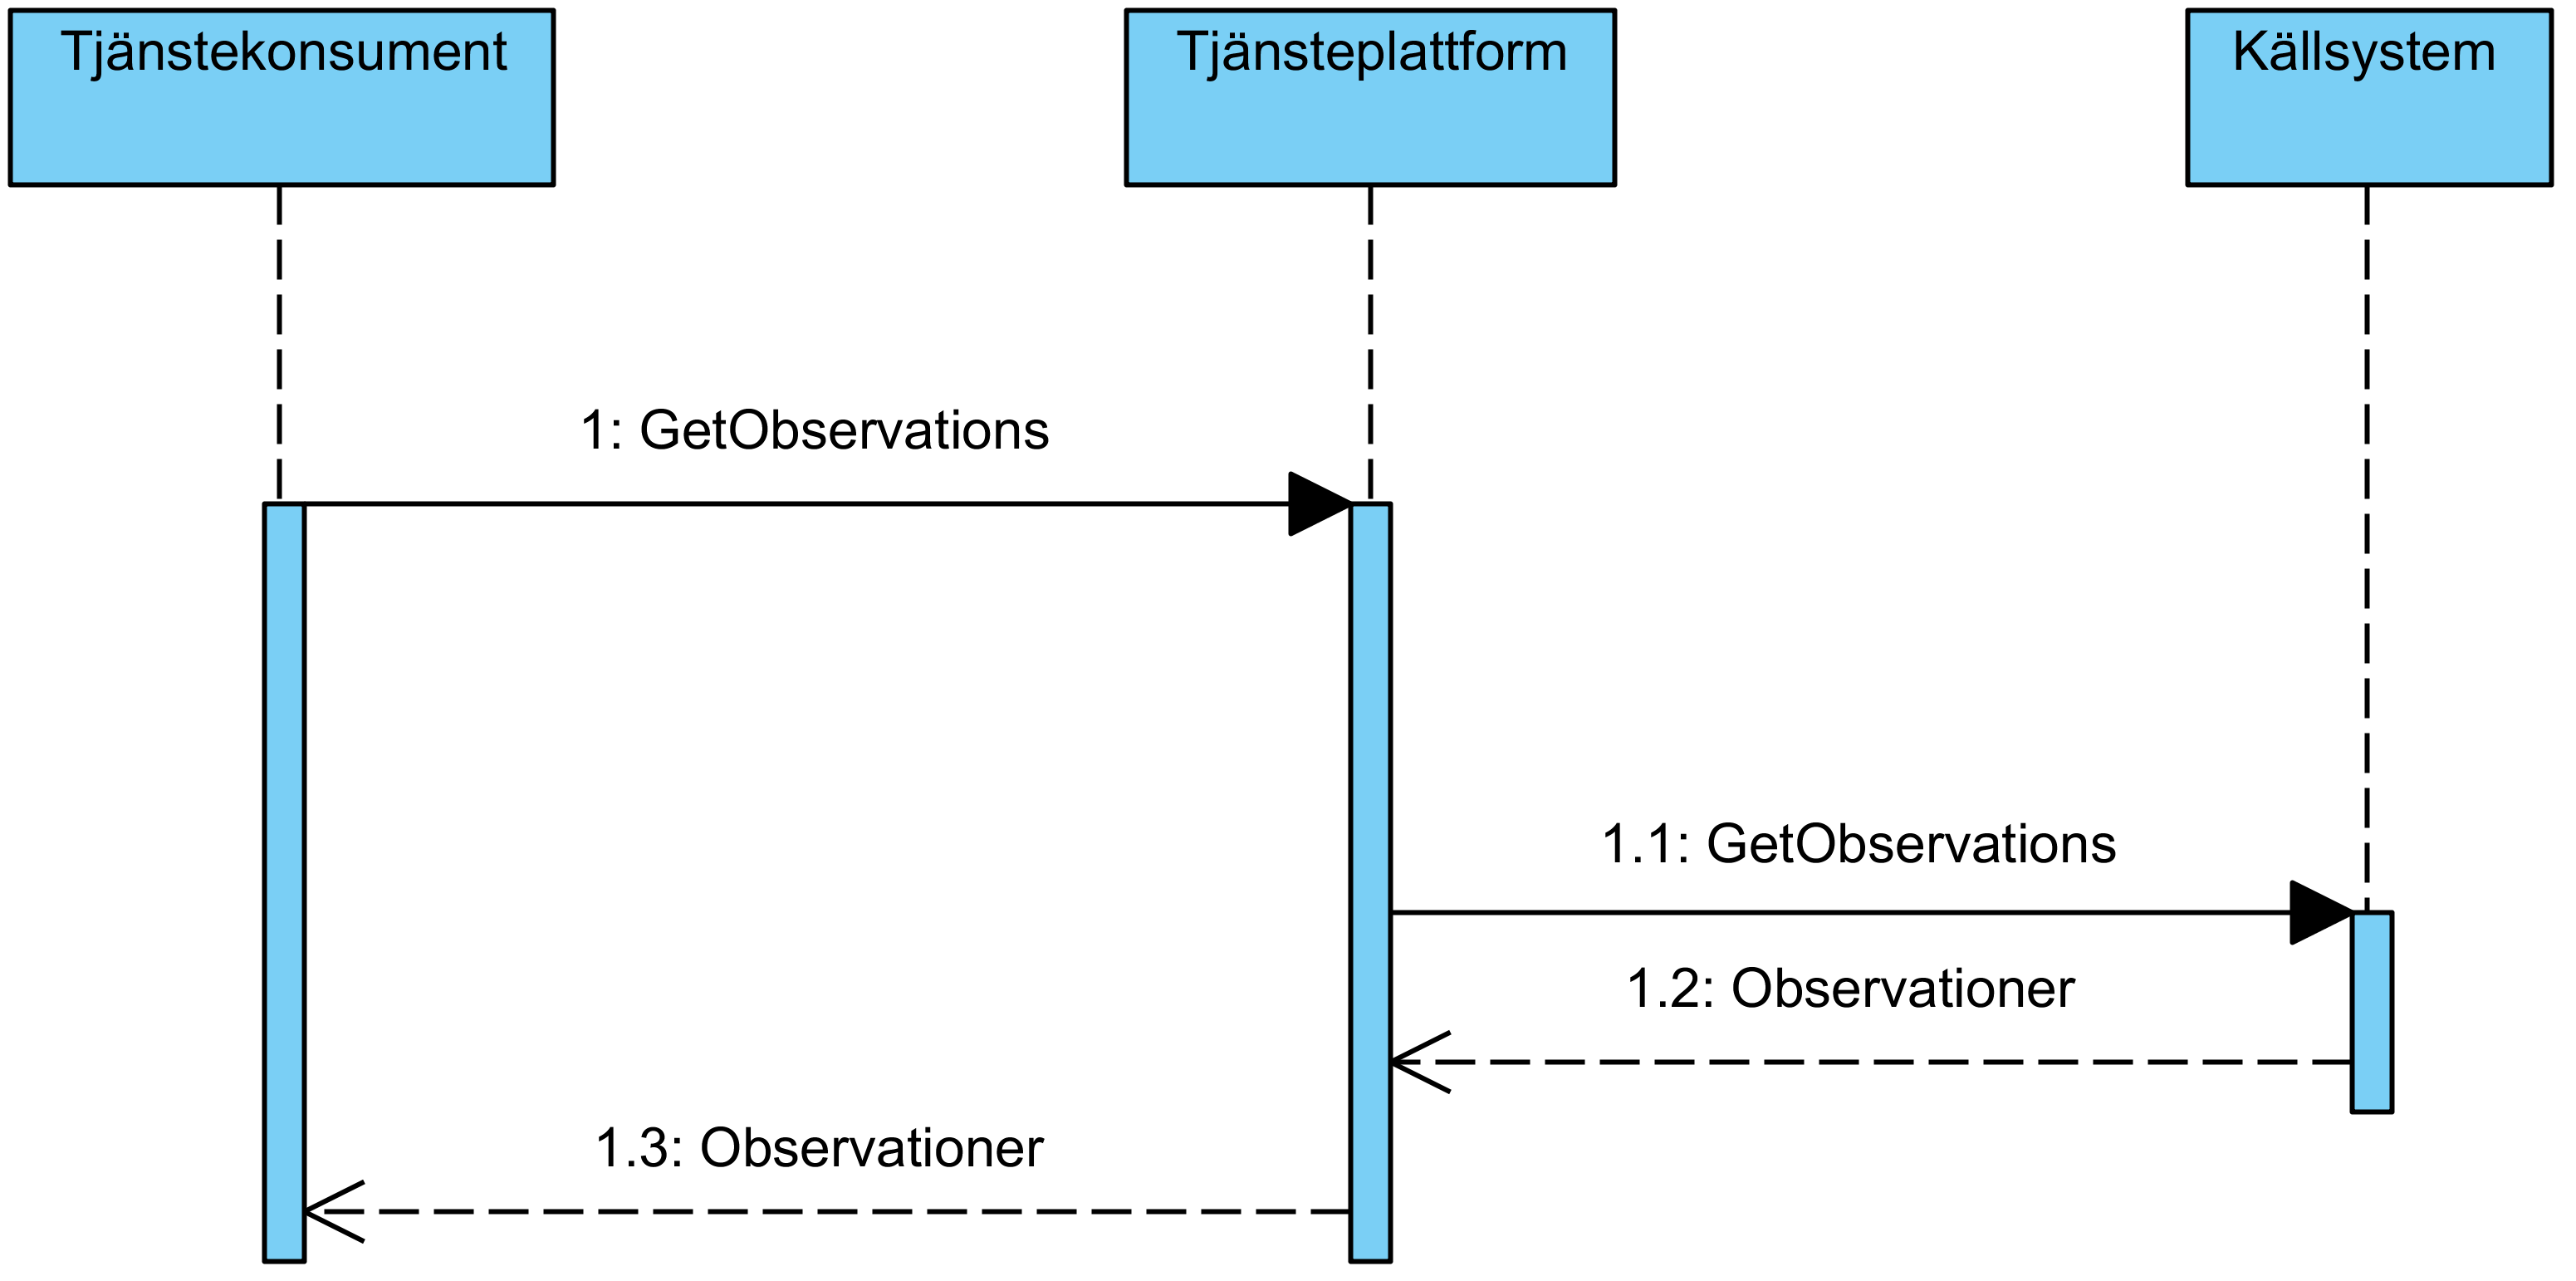 Tjänstekonsument
Tjänsteplattform
Källsystem
1: GetObservations
1.1: GetObservations
1.2: Observationer
1.3: Observationer